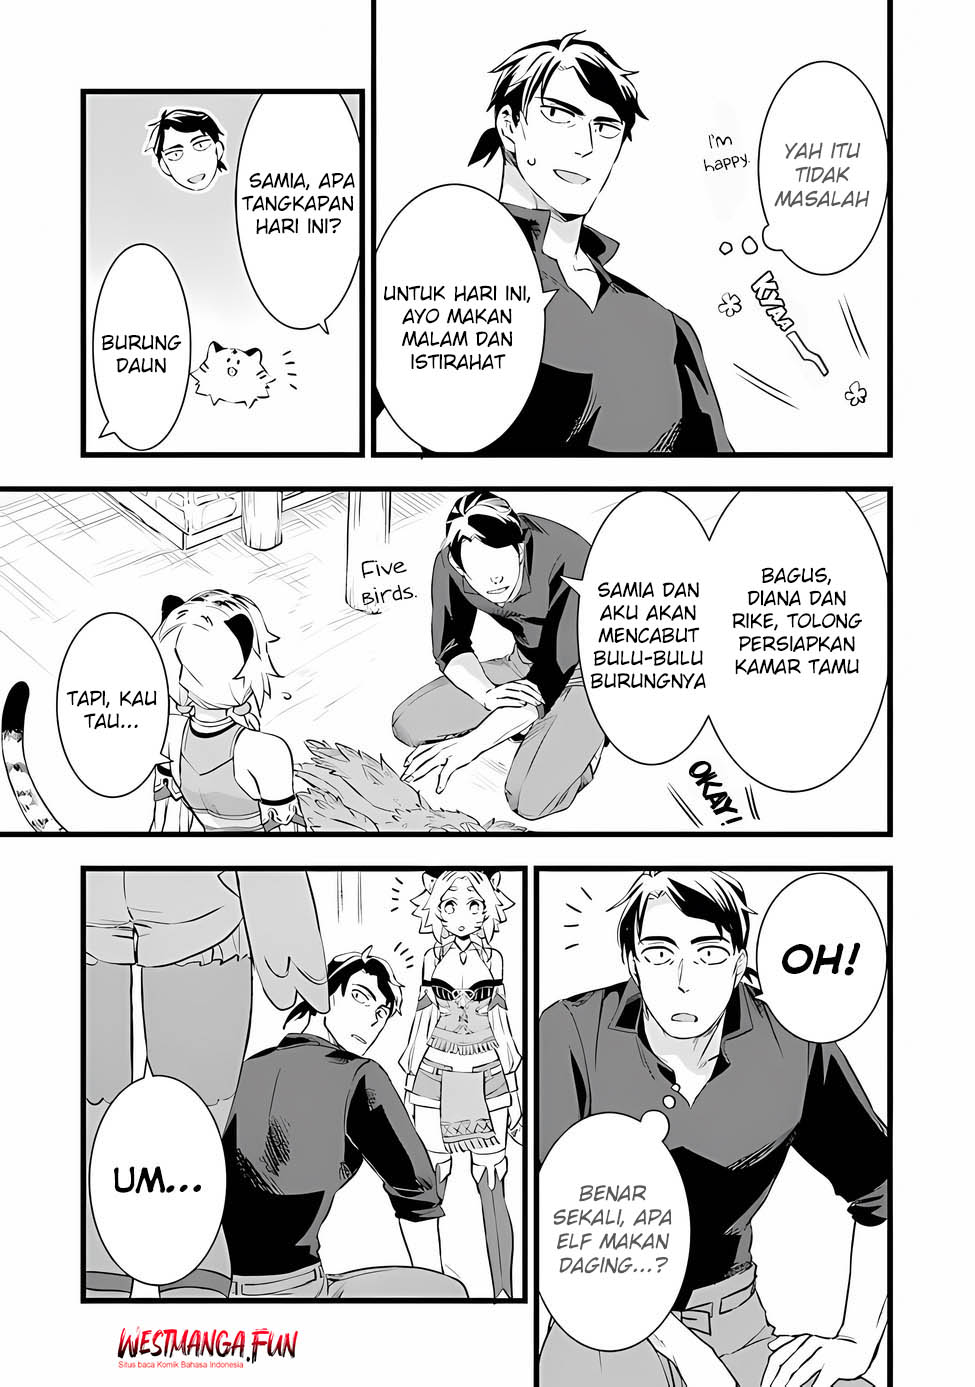 YAH ITU
TIDAK
MASALAH
I'm
happy.
KYAA
UNTUK HARI INI,
AYO MAKAN
MALAM DAN
ISTIRAHAT
SAMIA, APA
TANGKAPAN
HARI INI?
BURUNG
DAUN
BAGUS,
DIANA DAN
RIKE, TOLONG
PERSIAPKAN
KAMAR TAMU
SAMIA DAN
AKU AKAN
MENCABUT
BULU-BULU
BURUNGNYA
OKAY!
Five
Birds.
TAPI, KAU
TAU...
OH!
BENAR
SEKALI, APA
ELF MAKAN
DAGING...?
UM...
WESTMANGA.FUN
Situs baca Komik Bahasa Indonesia